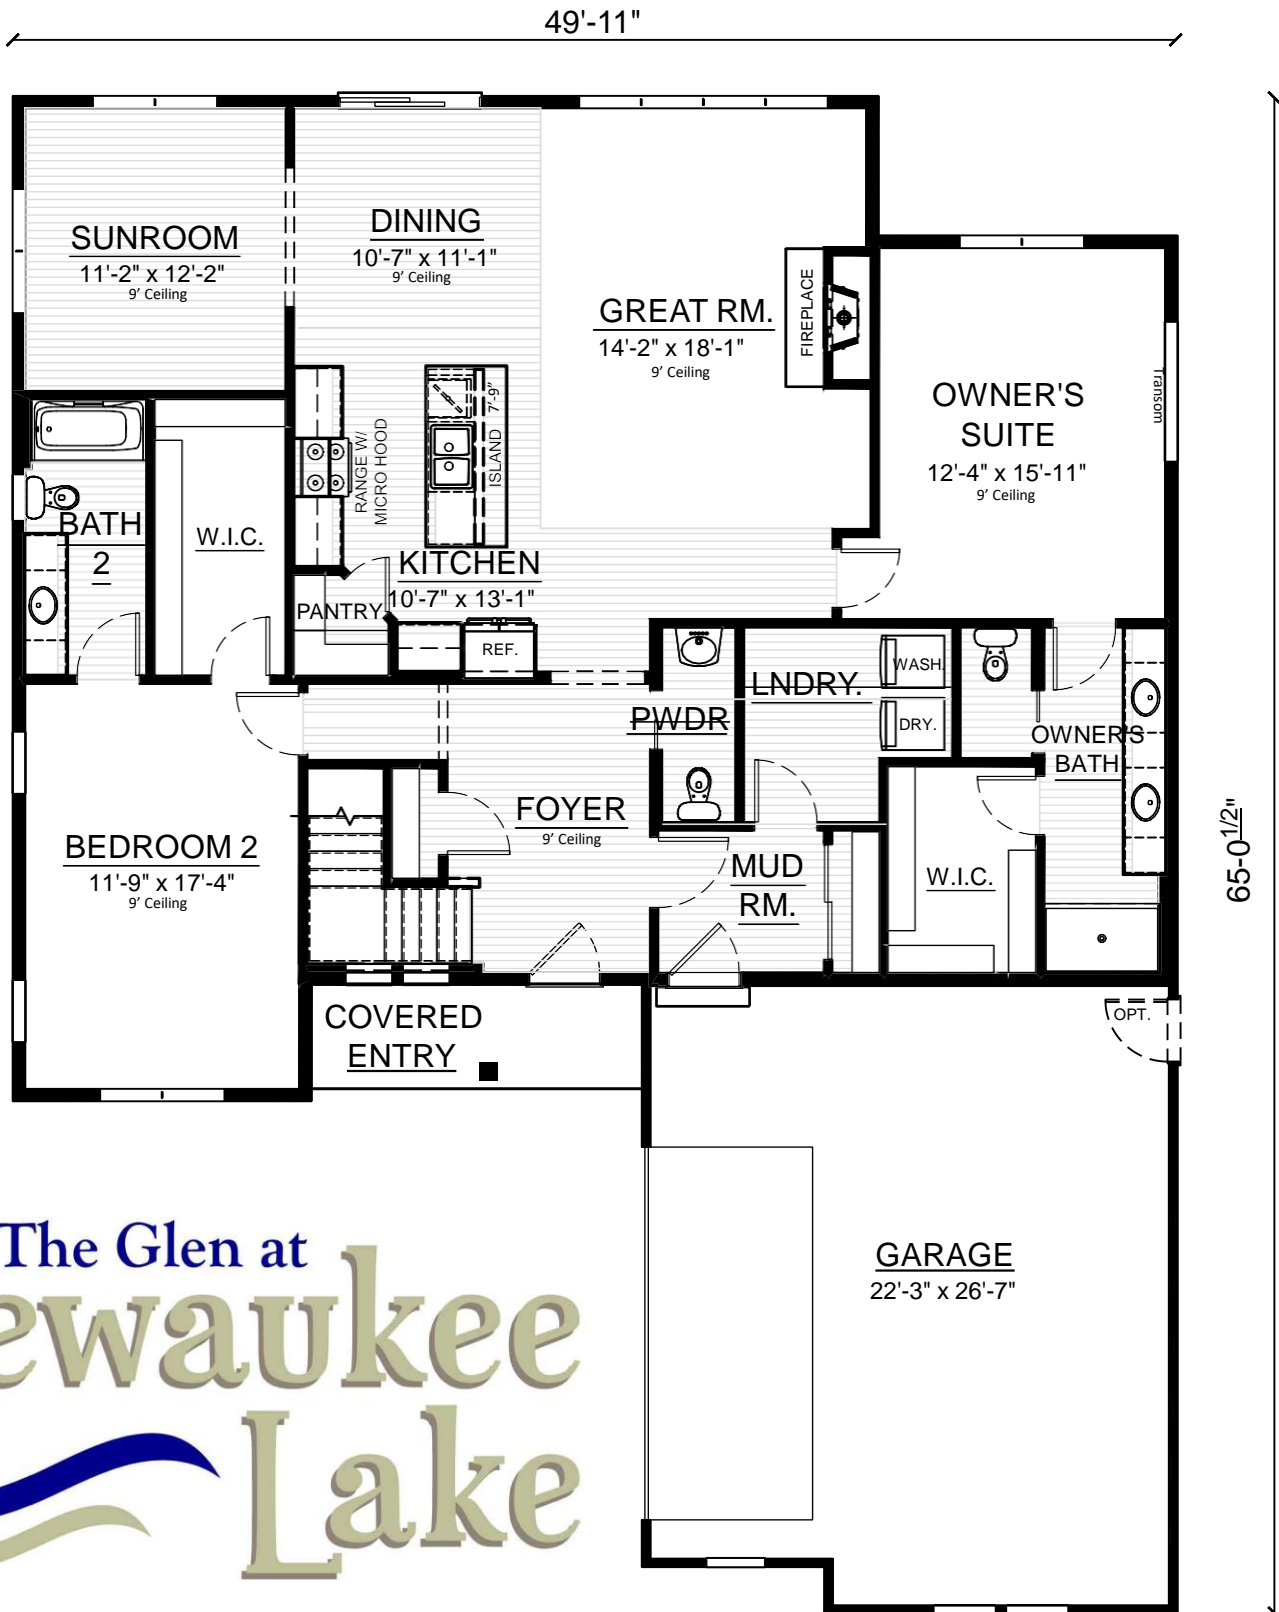 49'-11"
SUNROOM
11'-2" x 12'-2"
9' Ceiling
DINING
10'-7" x 11'-1"
9' Ceiling
GREAT RM.
14'-2" x 18'-1"
9' Ceiling
FIREPLACE
OWNER'S
SUITE
12'-4" x 15'-11"
9' Ceiling
Transom
RANGE W/
MICRO HOOD
ISLAND 7'-9"
BATH
2
W.I.C.
KITCHEN
10'-7" x 13'-1"
PANTRY
REF.
PWDR
LNDRY.
WASH.
DRY.
OWNER'S
BATH
W.I.C.
FOYER
9' Ceiling
MUD
RM.
BEDROOM 2
11'-9" x 17'-4"
9' Ceiling
COVERED
ENTRY
OPT.
65-0 1/2"
GARAGE
22'-3" x 26'-7"
The Glen at
ewaukee
Lake